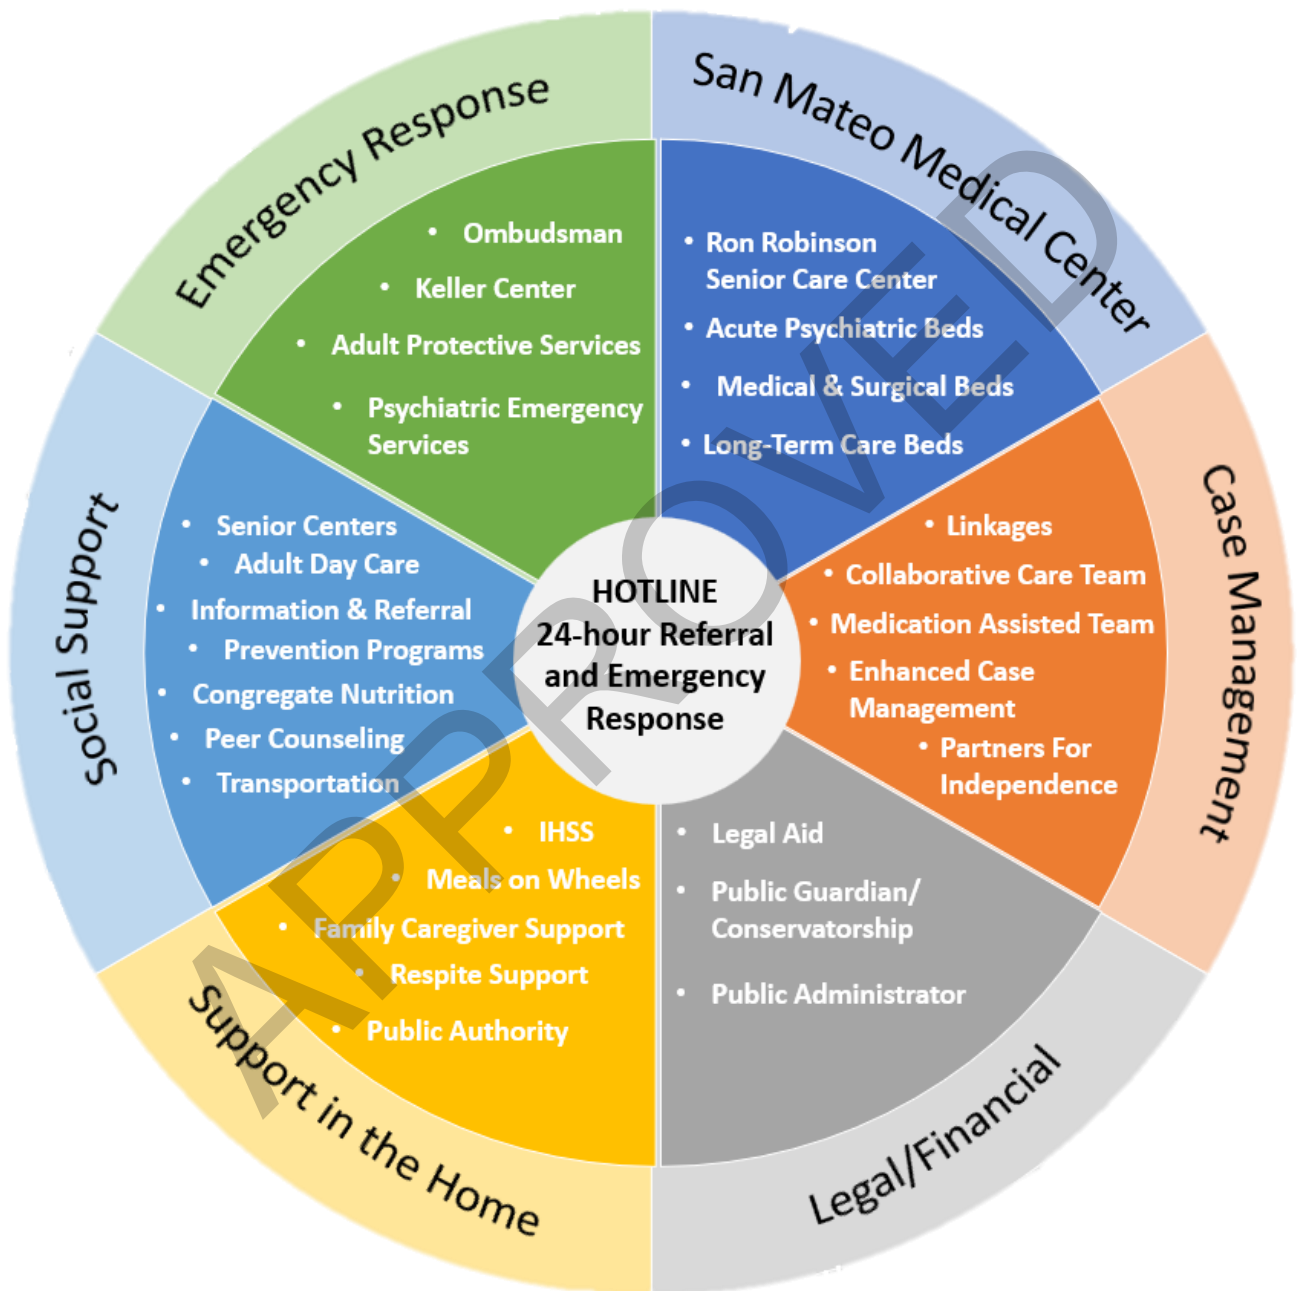 San Mateo Medical Center
• Ron Robinson
Senior Care Center
• Acute Psychiatric Beds
• Medical & Surgical Beds
• Long-Term Care Beds
Case Management
• Linkages
• Collaborative Care Team
• Medication Assisted Team
• Enhanced Case
Management
• Partners For
Independence
Legal/Financial
• Legal Aid
• Public Guardian/
Conservatorship
• Public Administrator
Support in the Home
• IHSS
• Meals on Wheels
• Family Caregiver Support
• Respite Support
• Public Authority
Social Support
• Senior Centers
• Adult Day Care
• Information & Referral
• Prevention Programs
• Congregate Nutrition
• Peer Counseling
• Transportation
Emergency Response
• Ombudsman
• Keller Center
• Adult Protective Services
• Psychiatric Emergency
Services
HOTLINE
24-hour Referral
and Emergency
Response
APPROVED